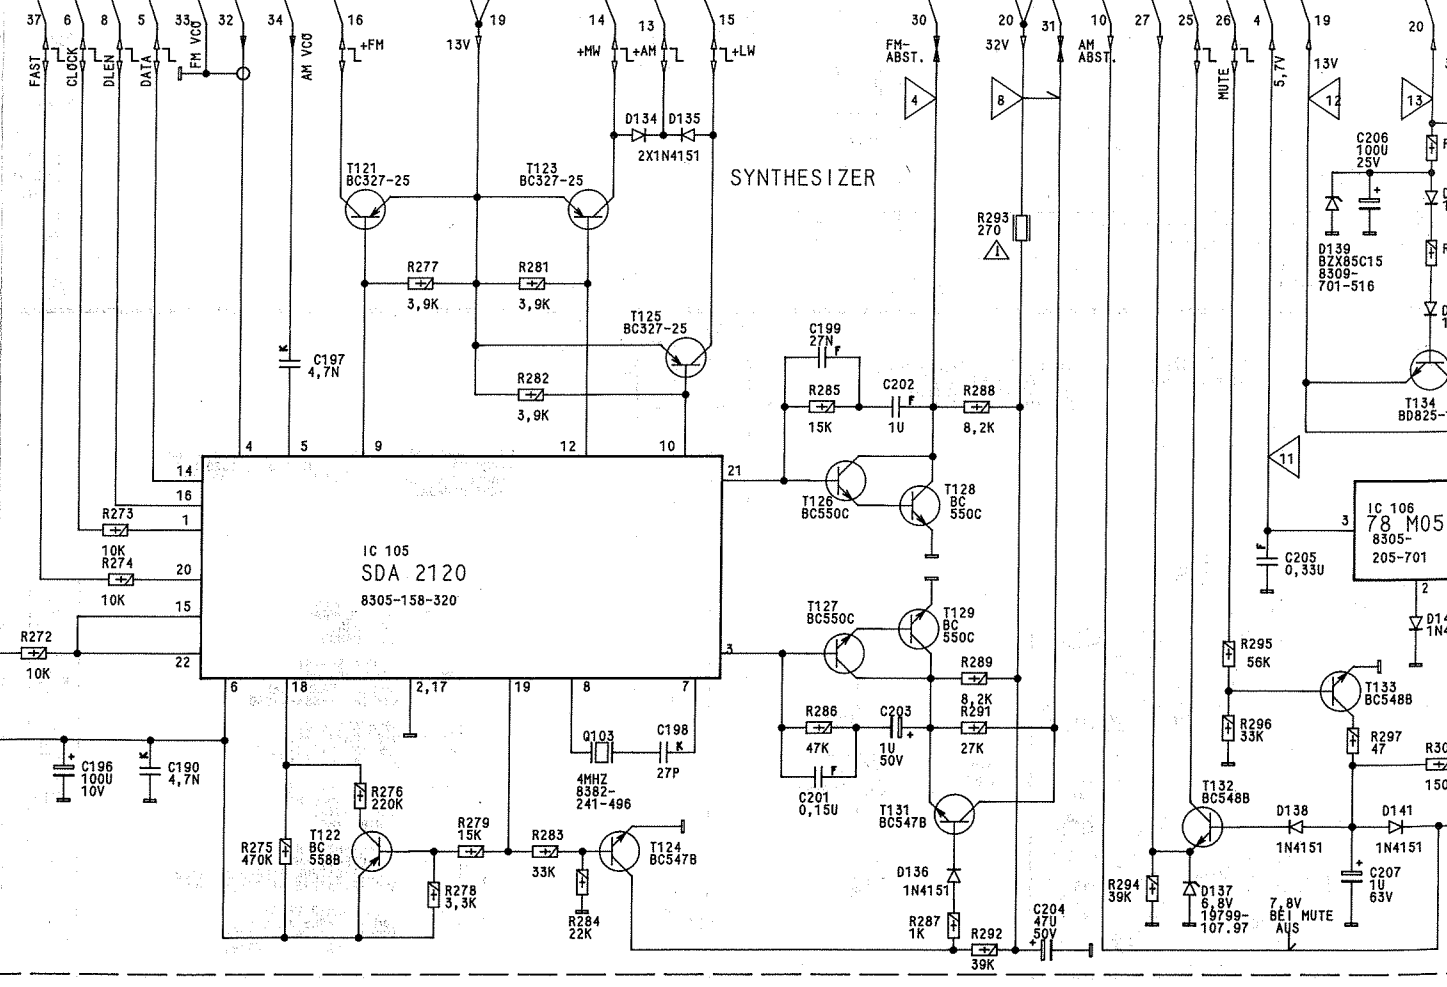 37 6 8 5 33 32 34 16 19 14 13 15 30 20 31 10 27 25 26 4 19 20
FAST
CLOCK
DLEN
DATA
FM VCO
AM VCO
+FM
13V
+MW
+AM
+LW
FM-
ABST.
32V
AM
ABST.
MUTE
5,7V
13V
4
8
12
13
D134 D135
2X1N4151
C206
100U
25V
SYNTHESIZER
T121
BC327-25
T123
BC327-25
R293
270
D139
BZX85C15
8309-
701-516
R277
3,9K
R281
3,9K
T125
BC327-25
C199
27N
F
K
C197
4,7N
R282
3,9K
R285
15K
C202
F
1U
R288
8,2K
T134
BD825-
4 5 9 12 10
11
14
16
1
20
15
22
21
3
R273
10K
R274
10K
R272
10K
IC 105
SDA 2120
8305-158-320
T126
BC550C
T128
BC
550C
IC 106
78 M05
8305-
205-701
3
2
F
C205
0,33U
T127
BC550C
T129
BC
550C
R295
56K
R289
8,2K
T133
BC548B
6 18 2,17 19 8 7
R286
47K
C203
1U
50V
R291
27K
R296
33K
R297
47
Q103
4MHZ
8382-
241-496
C198
K
27P
C196
100U
10V
K
C190
4,7N
F
C201
0,15U
R276
220K
T131
BC547B
T132
BC548B
D138
1N4151
D141
1N4151
R275
470K
T122
BC
558B
R279
15K
R283
33K
T124
BC547B
R278
3,3K
R284
22K
D136
1N4151
R287
1K
R292
39K
C204
47U
50V
R294
39K
D137
6,8V
19799-
107.97
7,8V
BEI MUTE
AUS
C207
1U
63V